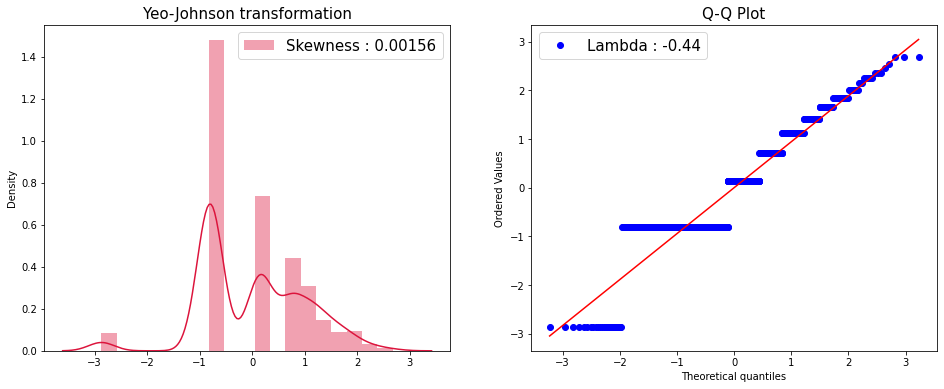 Yeo-Johnson transformation
Skewness : 0.00156
Density
1.4
1.2
1.0
0.8
0.6
0.4
0.2
0.0
−3 −2 −1 0 1 2 3
Q-Q Plot
Lambda : -0.44
Ordered Values
3
2
1
0
−1
−2
−3
−3 −2 −1 0 1 2 3
Theoretical quantiles